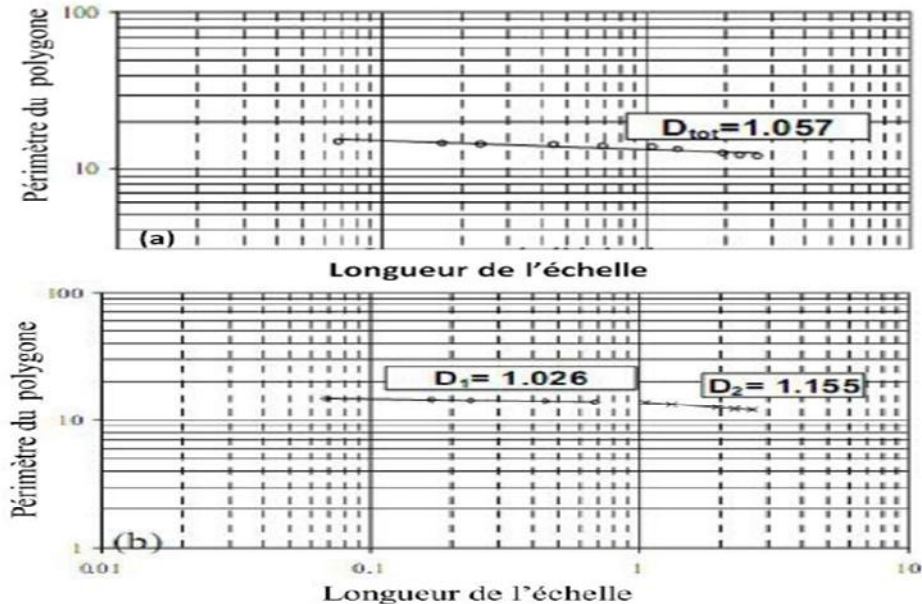 100
Périmètre du polygone
D_tot=1.057
10
(a)
Longueur de l'échelle
100
Périmètre du polygone
D₁= 1.026
D₂= 1.155
10
(b)
1
0.01 0.1 1 10
Longueur de l'échelle